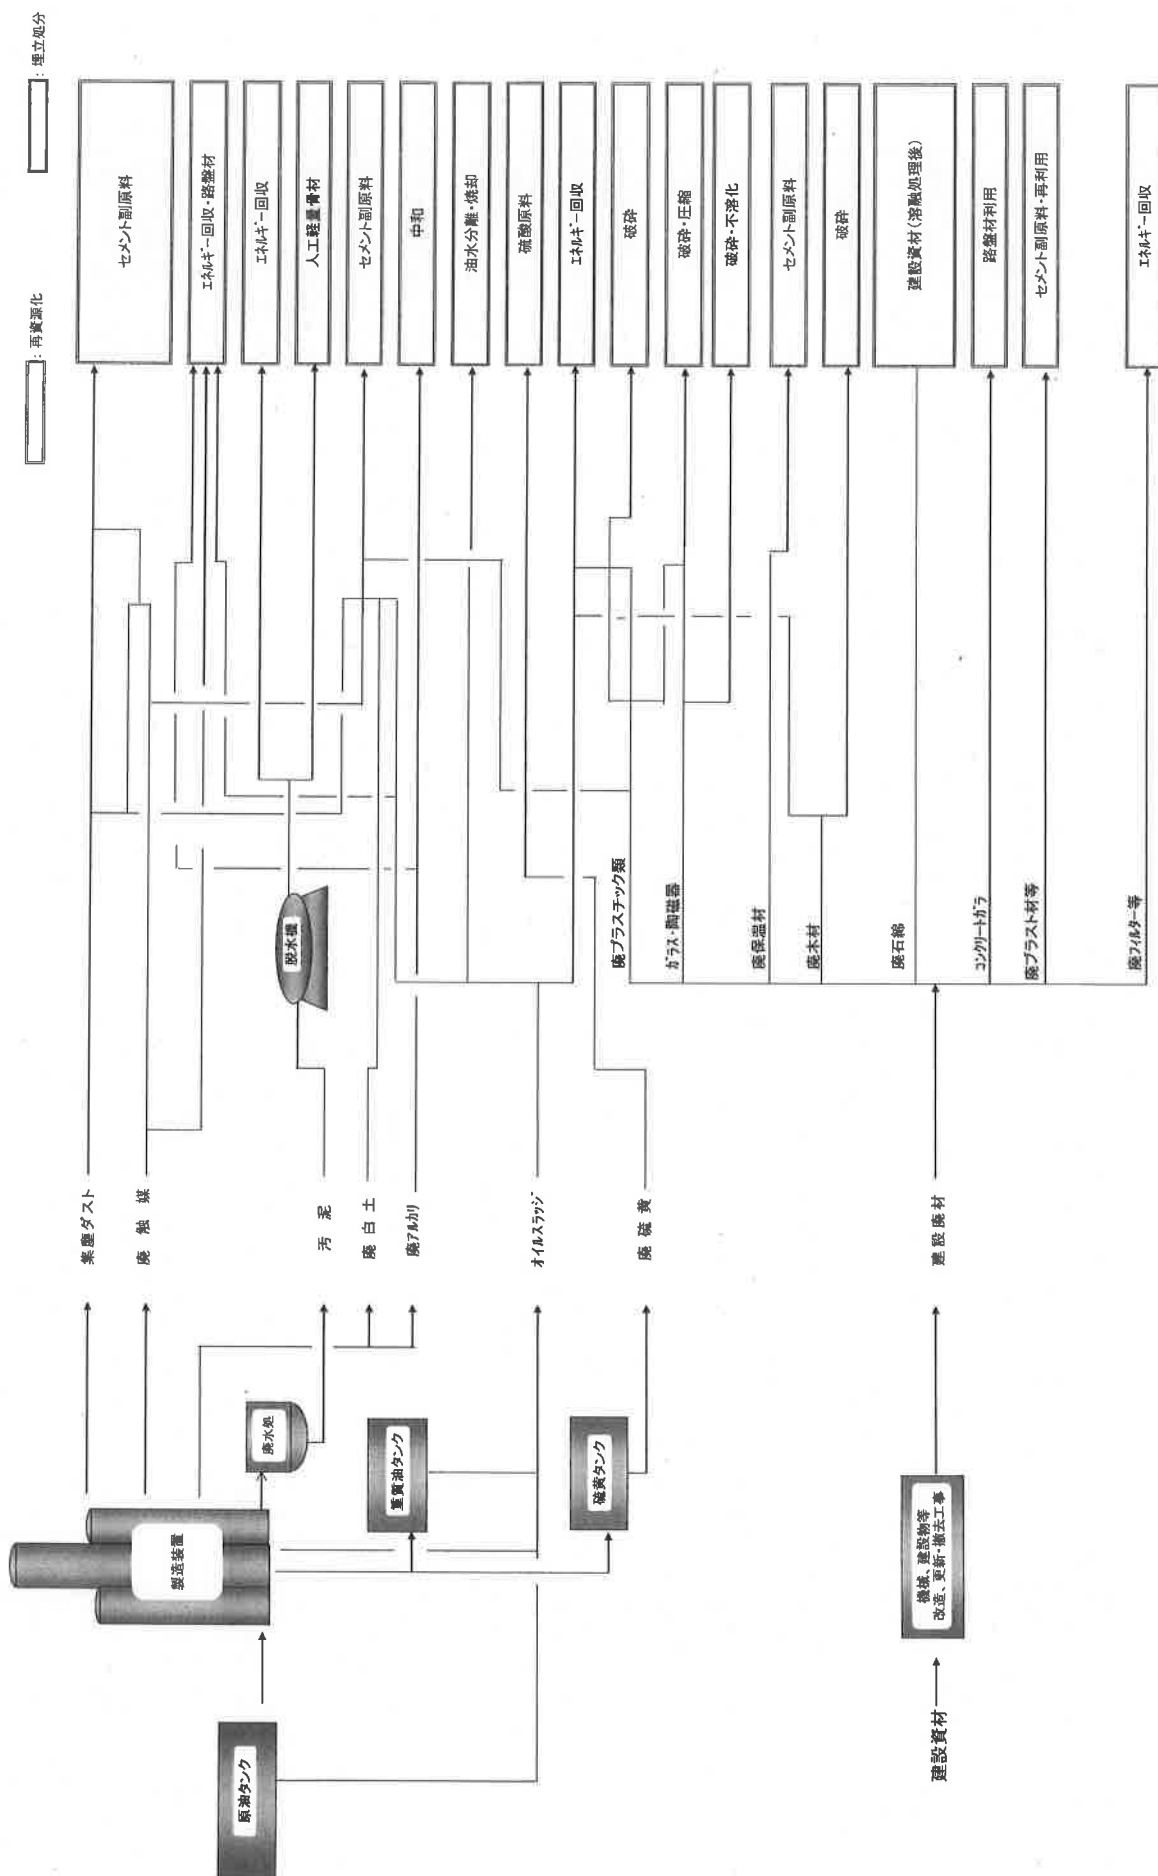 □：再資源化
□：埋立処分
原油タンク
製造装置
廃水処
重質油タンク
硫黄タンク
建設資材
機械、建設物等
改造、更新・撤去工事
集塵ダスト
廃触媒
汚泥
廃白土
廃アルカリ
オイルスラッジ
廃硫黄
建設廃材
脱水機
廃プラスチック類
ガラス・陶磁器
廃保温材
廃木材
廃石綿
コンクリートガラ
廃ブラスト材等
廃フィルター等
セメント副原料
エネルギー回収・路盤材
エネルギー回収
人工軽量骨材
セメント副原料
中和
油水分離・焼却
硫酸原料
エネルギー回収
破砕
破砕・圧縮
破砕・不溶化
セメント副原料
破砕
建設資材（溶融処理後）
路盤材利用
セメント副原料・再利用
エネルギー回収